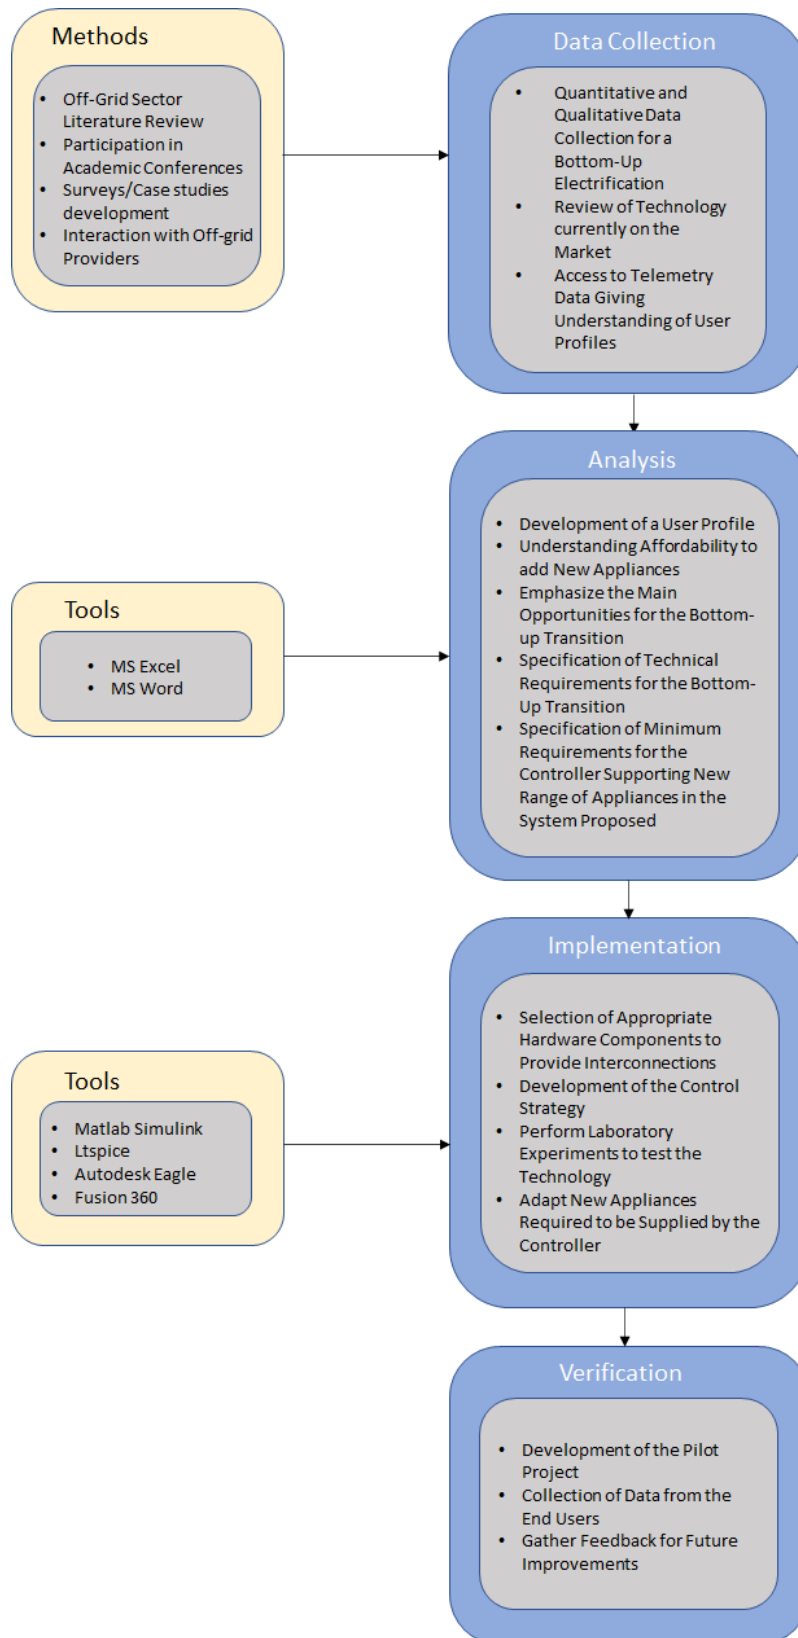 Methods
• Off-Grid Sector
Literature Review
• Participation in
Academic Conferences
• Surveys/Case studies
development
• Interaction with Off-grid
Providers
Data Collection
• Quantitative and
Qualitative Data
Collection for a
Bottom-Up
Electrification
• Review of Technology
currently on the
Market
• Access to Telemetry
Data Giving
Understanding of User
Profiles
Analysis
• Development of a User Profile
• Understanding Affordability to
add New Appliances
• Emphasize the Main
Opportunities for the Bottom-
up Transition
• Specification of Technical
Requirements for the Bottom-
Up Transition
• Specification of Minimum
Requirements for the
Controller Supporting New
Range of Appliances in the
System Proposed
Tools
• MS Excel
• MS Word
Implementation
• Selection of Appropriate
Hardware Components to
Provide Interconnections
• Development of the Control
Strategy
• Perform Laboratory
Experiments to test the
Technology
• Adapt New Appliances
Required to be Supplied by the
Controller
Tools
• Matlab Simulink
• Ltspice
• Autodesk Eagle
• Fusion 360
Verification
• Development of the Pilot
Project
• Collection of Data from the
End Users
• Gather Feedback for Future
Improvements